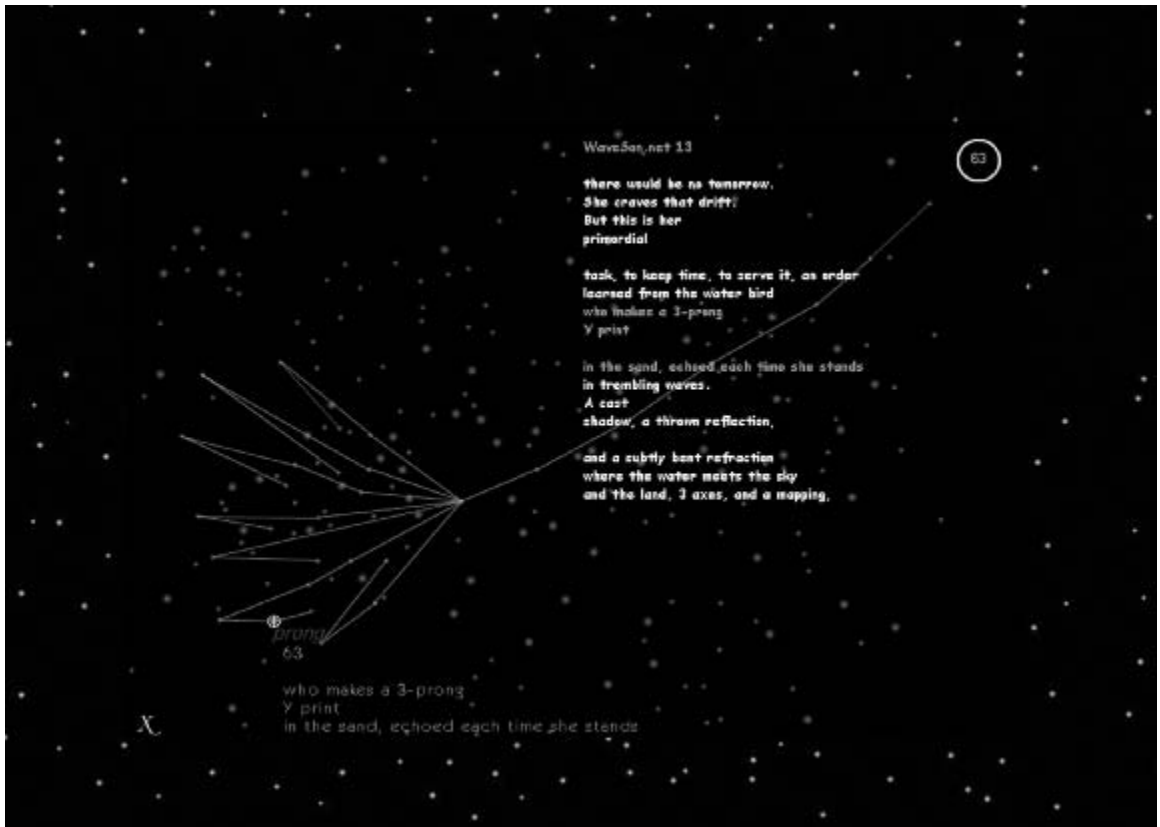 WaveSon.net 13
63
there would be no tomorrow.
She craves that drift!
But this is her
primordial
task, to keep time, to serve it, an order
learned from the water bird
who makes a 3-prong
Y print
in the sand, echoed each time she stands
in trembling waves.
A cast
shadow, a thrown reflection,
and a subtly bent refraction
where the water meets the sky
and the land, 3 axes, and a mapping,
prong
63
who makes a 3-prong
Y print
in the sand, echoed each time she stands
X